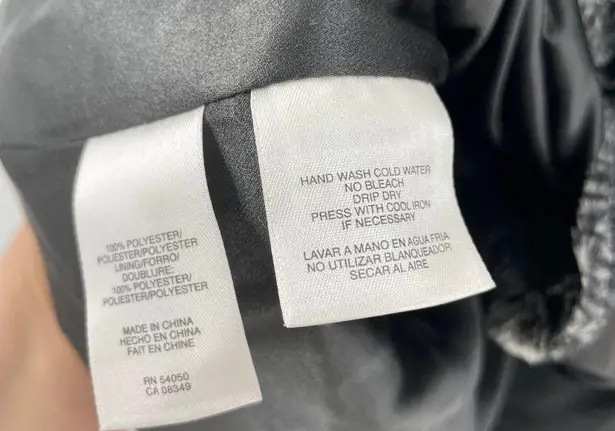 100% POLYESTER/
POLIESTER/POLYESTER
LINING/FORRO/
DOUBLURE:
100% POLYESTER/
POLIESTER/POLYESTER
MADE IN CHINA
HECHO EN CHINA
FAIT EN CHINE
RN 54050
CA 08349
HAND WASH COLD WATER
NO BLEACH
DRIP DRY
PRESS WITH COOL IRON
IF NECESSARY
LAVAR A MANO EN AGUA FRIA
NO UTILIZAR BLANQUEADOR
SECAR AL AIRE